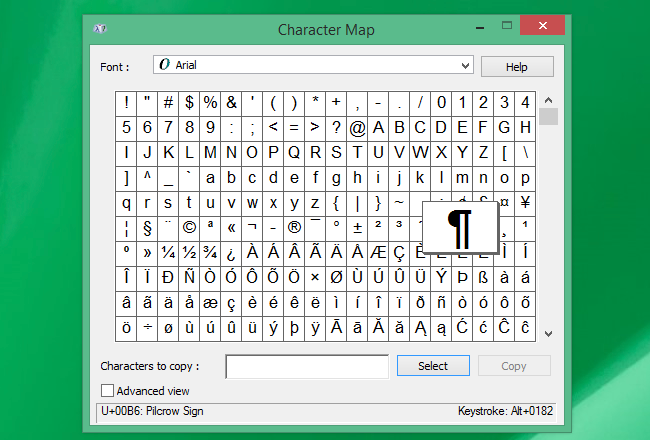 Character Map
Font : Arial Help
! " # $ % & ' ( ) * + , - . / 0 1 2 3 4
5 6 7 8 9 : ; < = > ? @ A B C D E F G H
I J K L M N O P Q R S T U V W X Y Z [ \
] ^ _ ` a b c d e f g h i j k l m n o p
q r s t u v w x y z { | } ~ ¤ ¥
¦ § ¨ © ª « ¬ - ® ¯ ° ± ² ³ ¶ ¸ ¹
º » ¼ ½ ¾ ¿ À Á Â Ã Ä Å Æ Ç Ì Í
Î Ï Ð Ñ Ò Ó Ô Õ Ö × Ø Ù Ú Û Ü Ý Þ ß à á
â ã ä å æ ç è é ê ë ì í î ï ð ñ ò ó ô õ
ö ÷ ø ù ú û ü ý þ ÿ Ā ā Ă ă Ą ą Ć ć Ĉ ĉ
Characters to copy : Select Copy
Advanced view
U+00B6: Pilcrow Sign Keystroke: Alt+0182